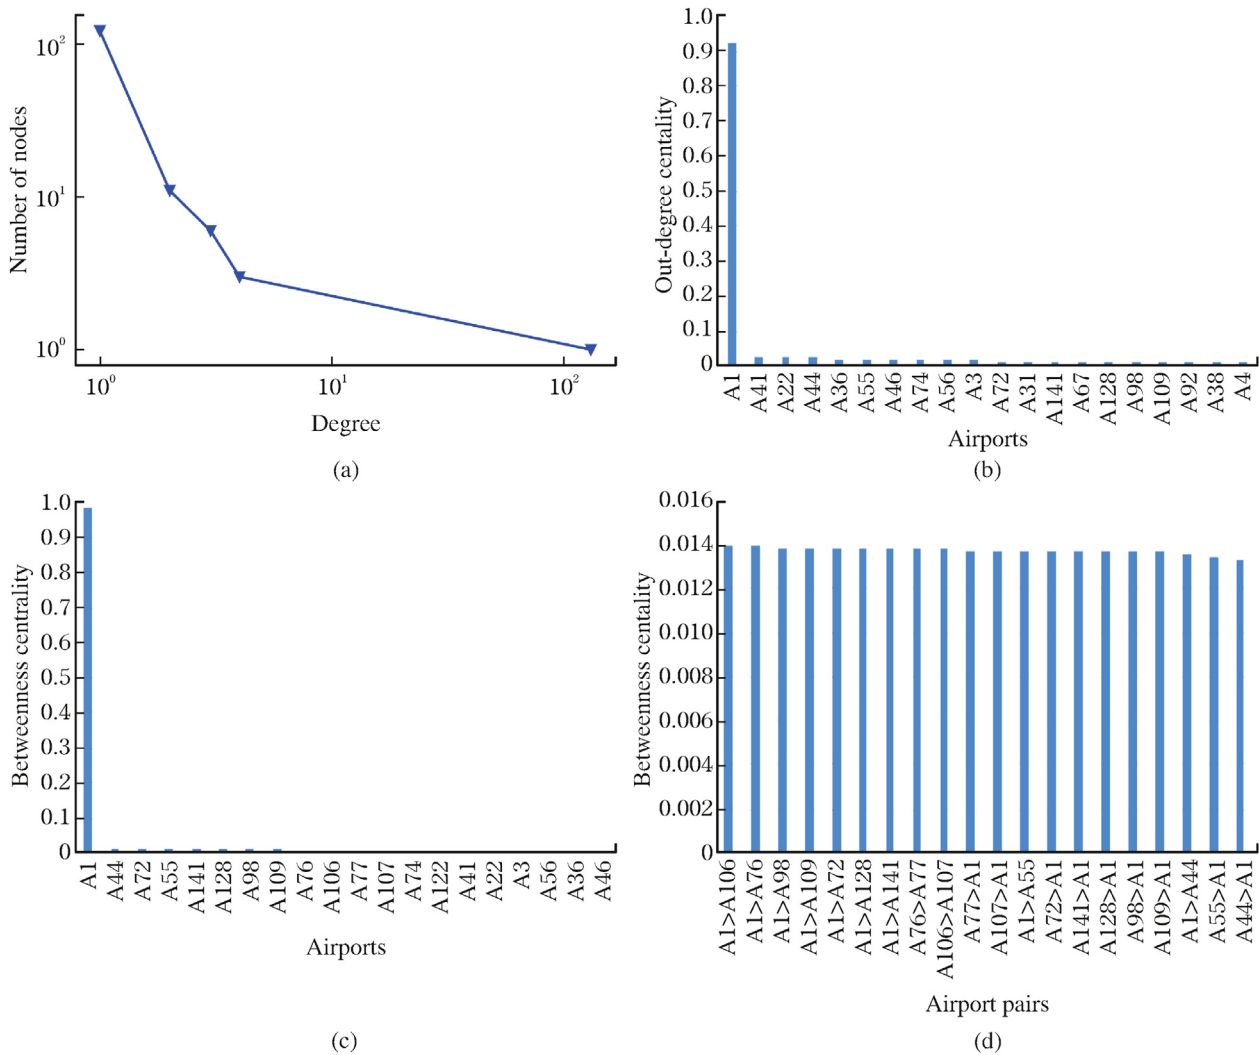 Number of nodes
10²
10¹
10⁰
10⁰ 10¹ 10²
Degree
(a)
Out-degree centality
1.0
0.9
0.8
0.7
0.6
0.5
0.4
0.3
0.2
0.1
0
A1 A41 A22 A44 A36 A55 A46 A74 A56 A3 A72 A31 A141 A67 A128 A98 A109 A92 A38 A4
Airports
(b)
Betweenness centrality
1.0
0.9
0.8
0.7
0.6
0.5
0.4
0.3
0.2
0.1
0
A1 A44 A72 A55 A141 A128 A98 A109 A76 A106 A77 A107 A74 A122 A41 A22 A3 A56 A36 A46
Airports
(c)
Betweenness centality
0.016
0.014
0.012
0.010
0.008
0.006
0.004
0.002
0
A1>A106 A1>A76 A1>A98 A1>A109 A1>A72 A1>A128 A1>A141 A76>A77 A106>A107 A77>A1 A107>A1 A1>A55 A72>A1 A141>A1 A128>A1 A98>A1 A109>A1 A1>A44 A55>A1 A44>A1
Airport pairs
(d)